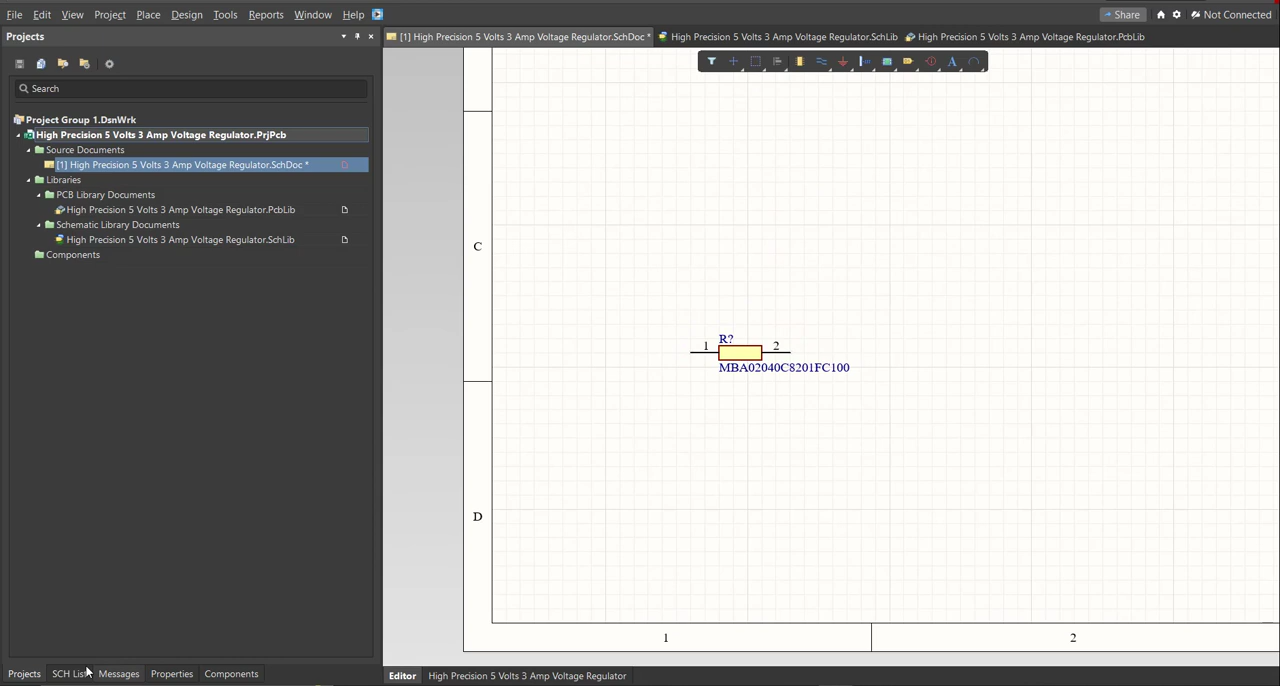 File Edit View Project Place Design Tools Reports Window Help Share Not Connected
Projects
[1] High Precision 5 Volts 3 Amp Voltage Regulator.SchDoc * High Precision 5 Volts 3 Amp Voltage Regulator.SchLib High Precision 5 Volts 3 Amp Voltage Regulator.PcbLib
Search
Project Group 1.DsnWrk
High Precision 5 Volts 3 Amp Voltage Regulator.PrjPcb
Source Documents
[1] High Precision 5 Volts 3 Amp Voltage Regulator.SchDoc *
Libraries
PCB Library Documents
High Precision 5 Volts 3 Amp Voltage Regulator.PcbLib
Schematic Library Documents
High Precision 5 Volts 3 Amp Voltage Regulator.SchLib
Components
A
C
R?
1 2
MBA02040C8201FC100
D
1 2
Projects SCH List Messages Properties Components
Editor High Precision 5 Volts 3 Amp Voltage Regulator